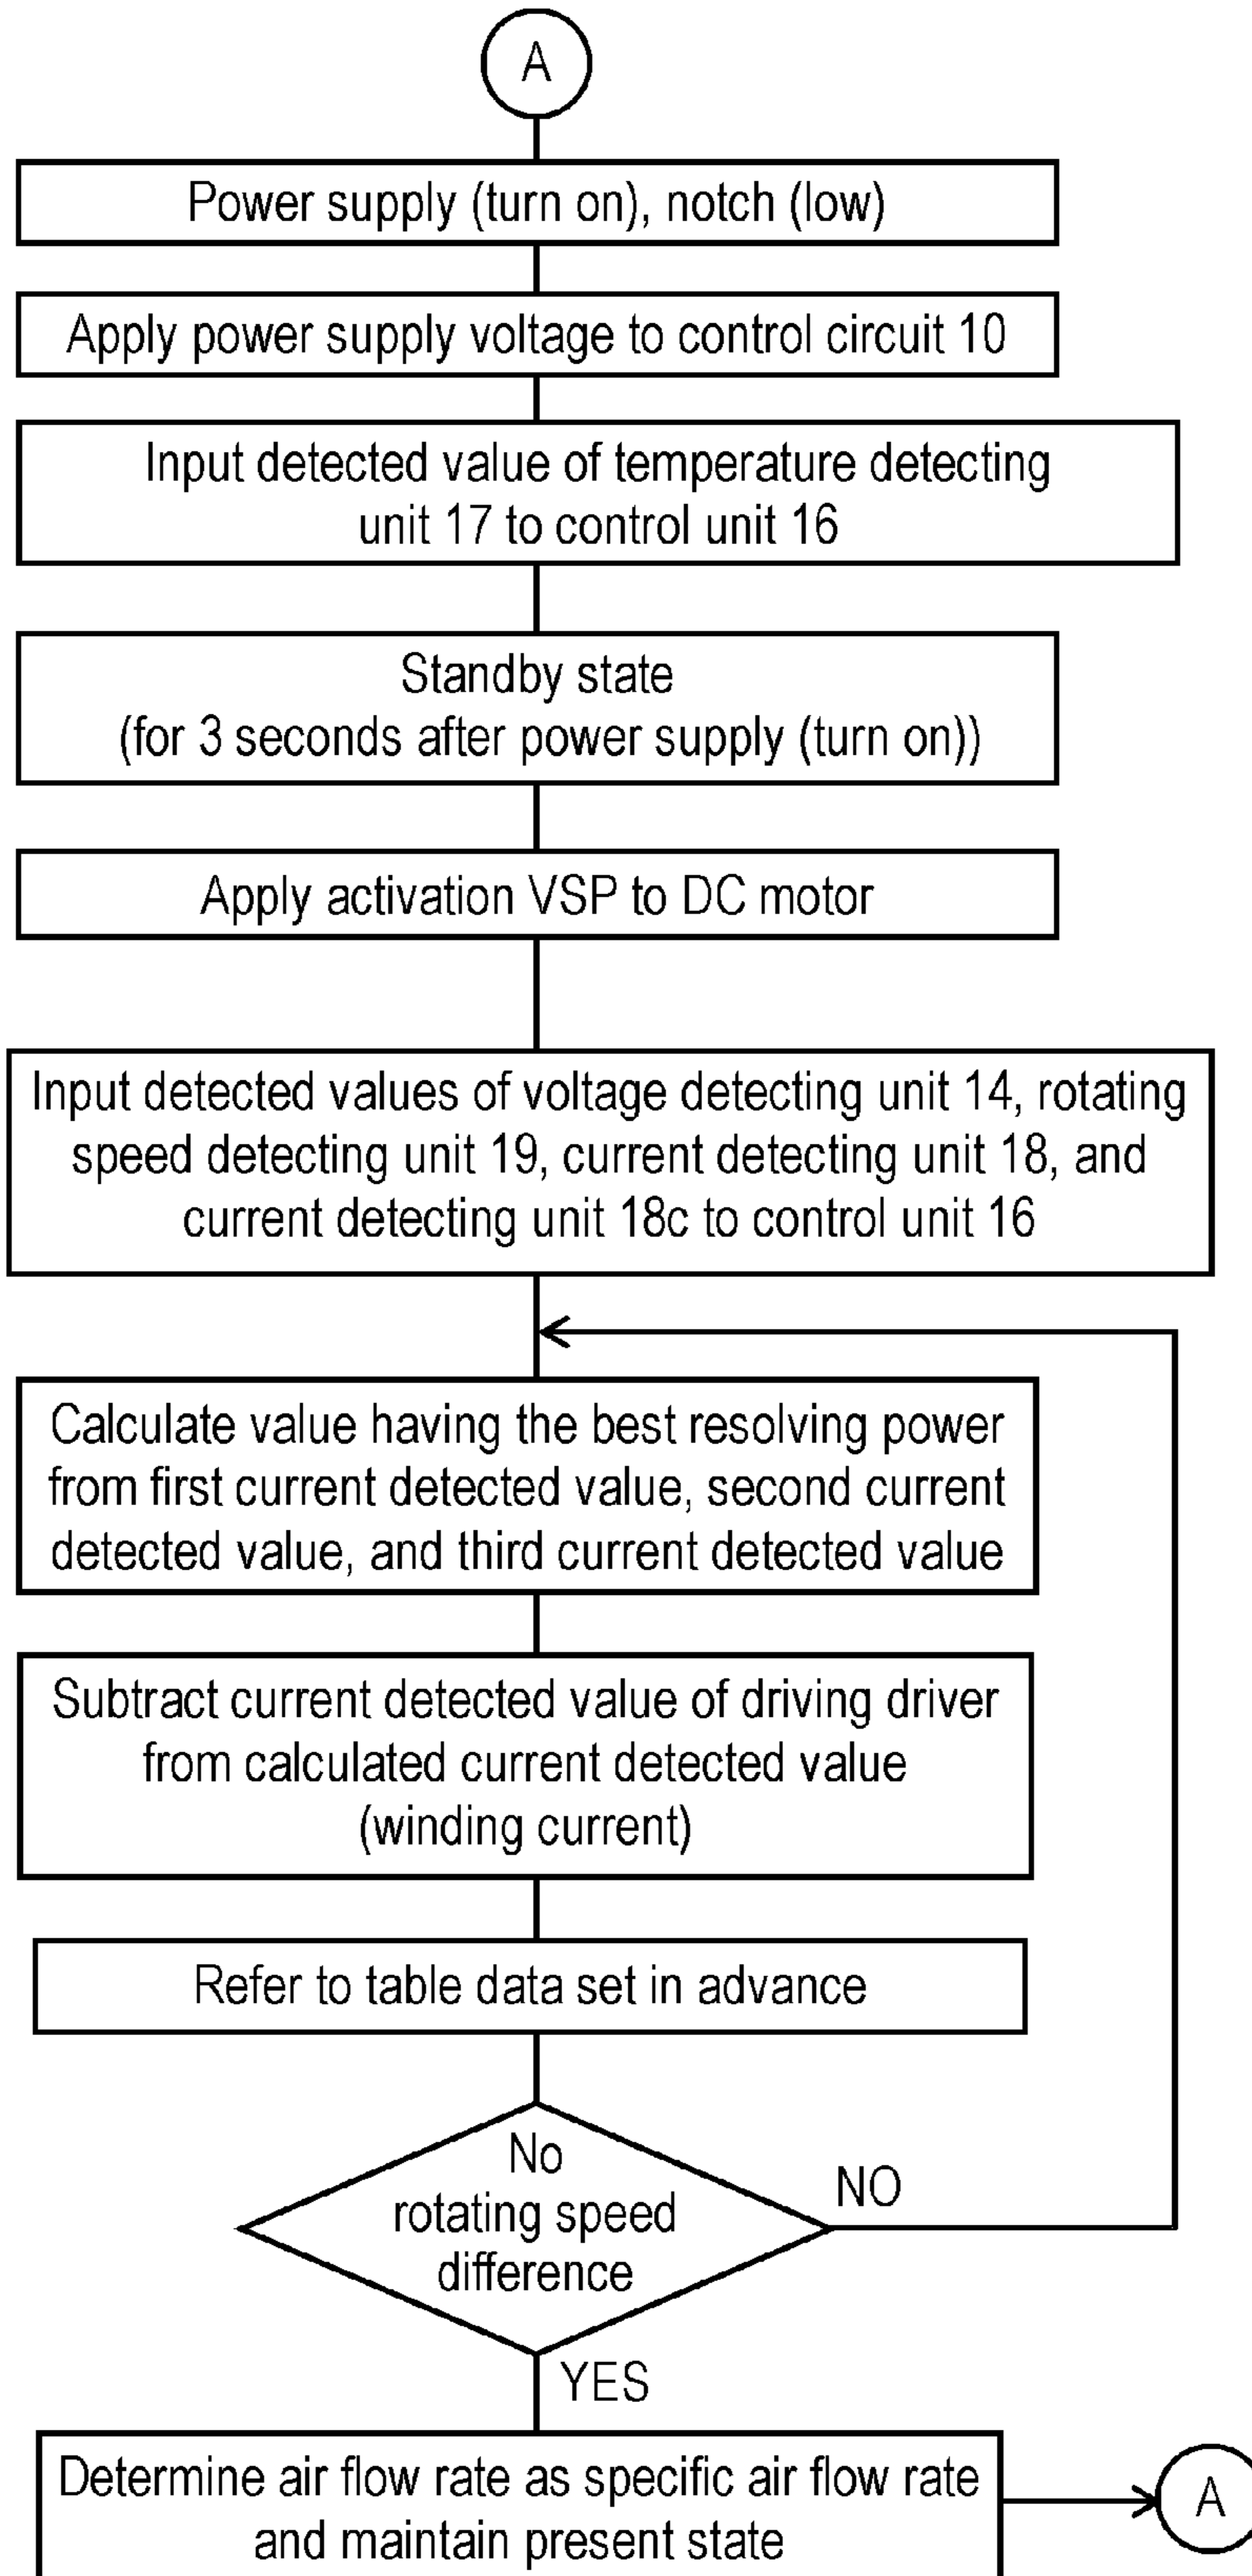 A
Power supply (turn on), notch (low)
Apply power supply voltage to control circuit 10
Input detected value of temperature detecting
unit 17 to control unit 16
Standby state
(for 3 seconds after power supply (turn on))
Apply activation VSP to DC motor
Input detected values of voltage detecting unit 14, rotating
speed detecting unit 19, current detecting unit 18, and
current detecting unit 18c to control unit 16
Calculate value having the best resolving power
from first current detected value, second current
detected value, and third current detected value
Subtract current detected value of driving driver
from calculated current detected value
(winding current)
Refer to table data set in advance
No
rotating speed
difference
NO
YES
Determine air flow rate as specific air flow rate
and maintain present state
A